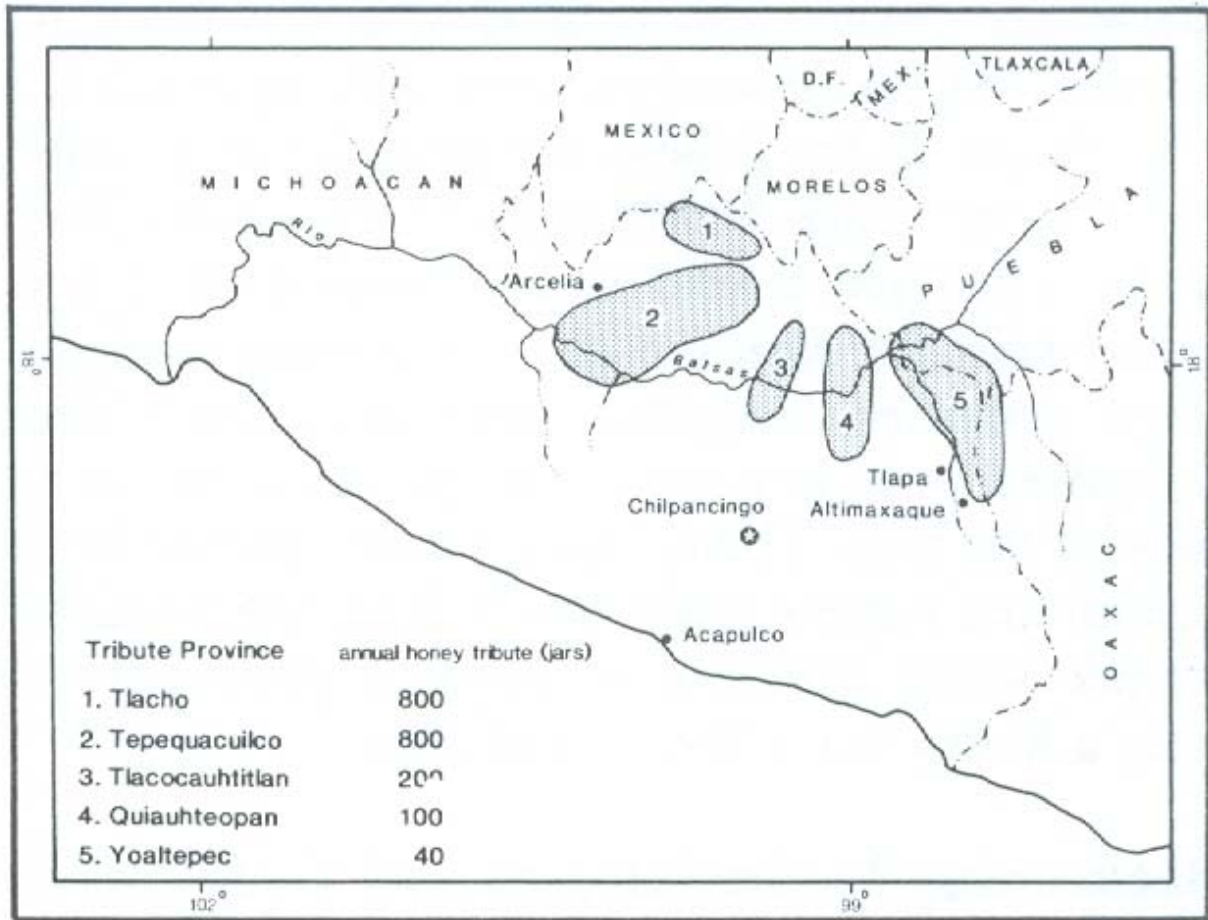 D.F.
MEX.
TLAXCALA
MEXICO
MICHOACAN
MORELOS
PUEBLA
Rio
1
Arcelia
2
Balsas
3
4
5
18°
18°
Tlapa
Altimaxaque
Chilpancingo
OAXAC
Acapulco
Tribute Province annual honey tribute (jars)
1. Tlacho 800
2. Tepequacuilco 800
3. Tlacocauhtitlan
4. Quiauhteopan 100
5. Yoaltepec 40
102° 99°